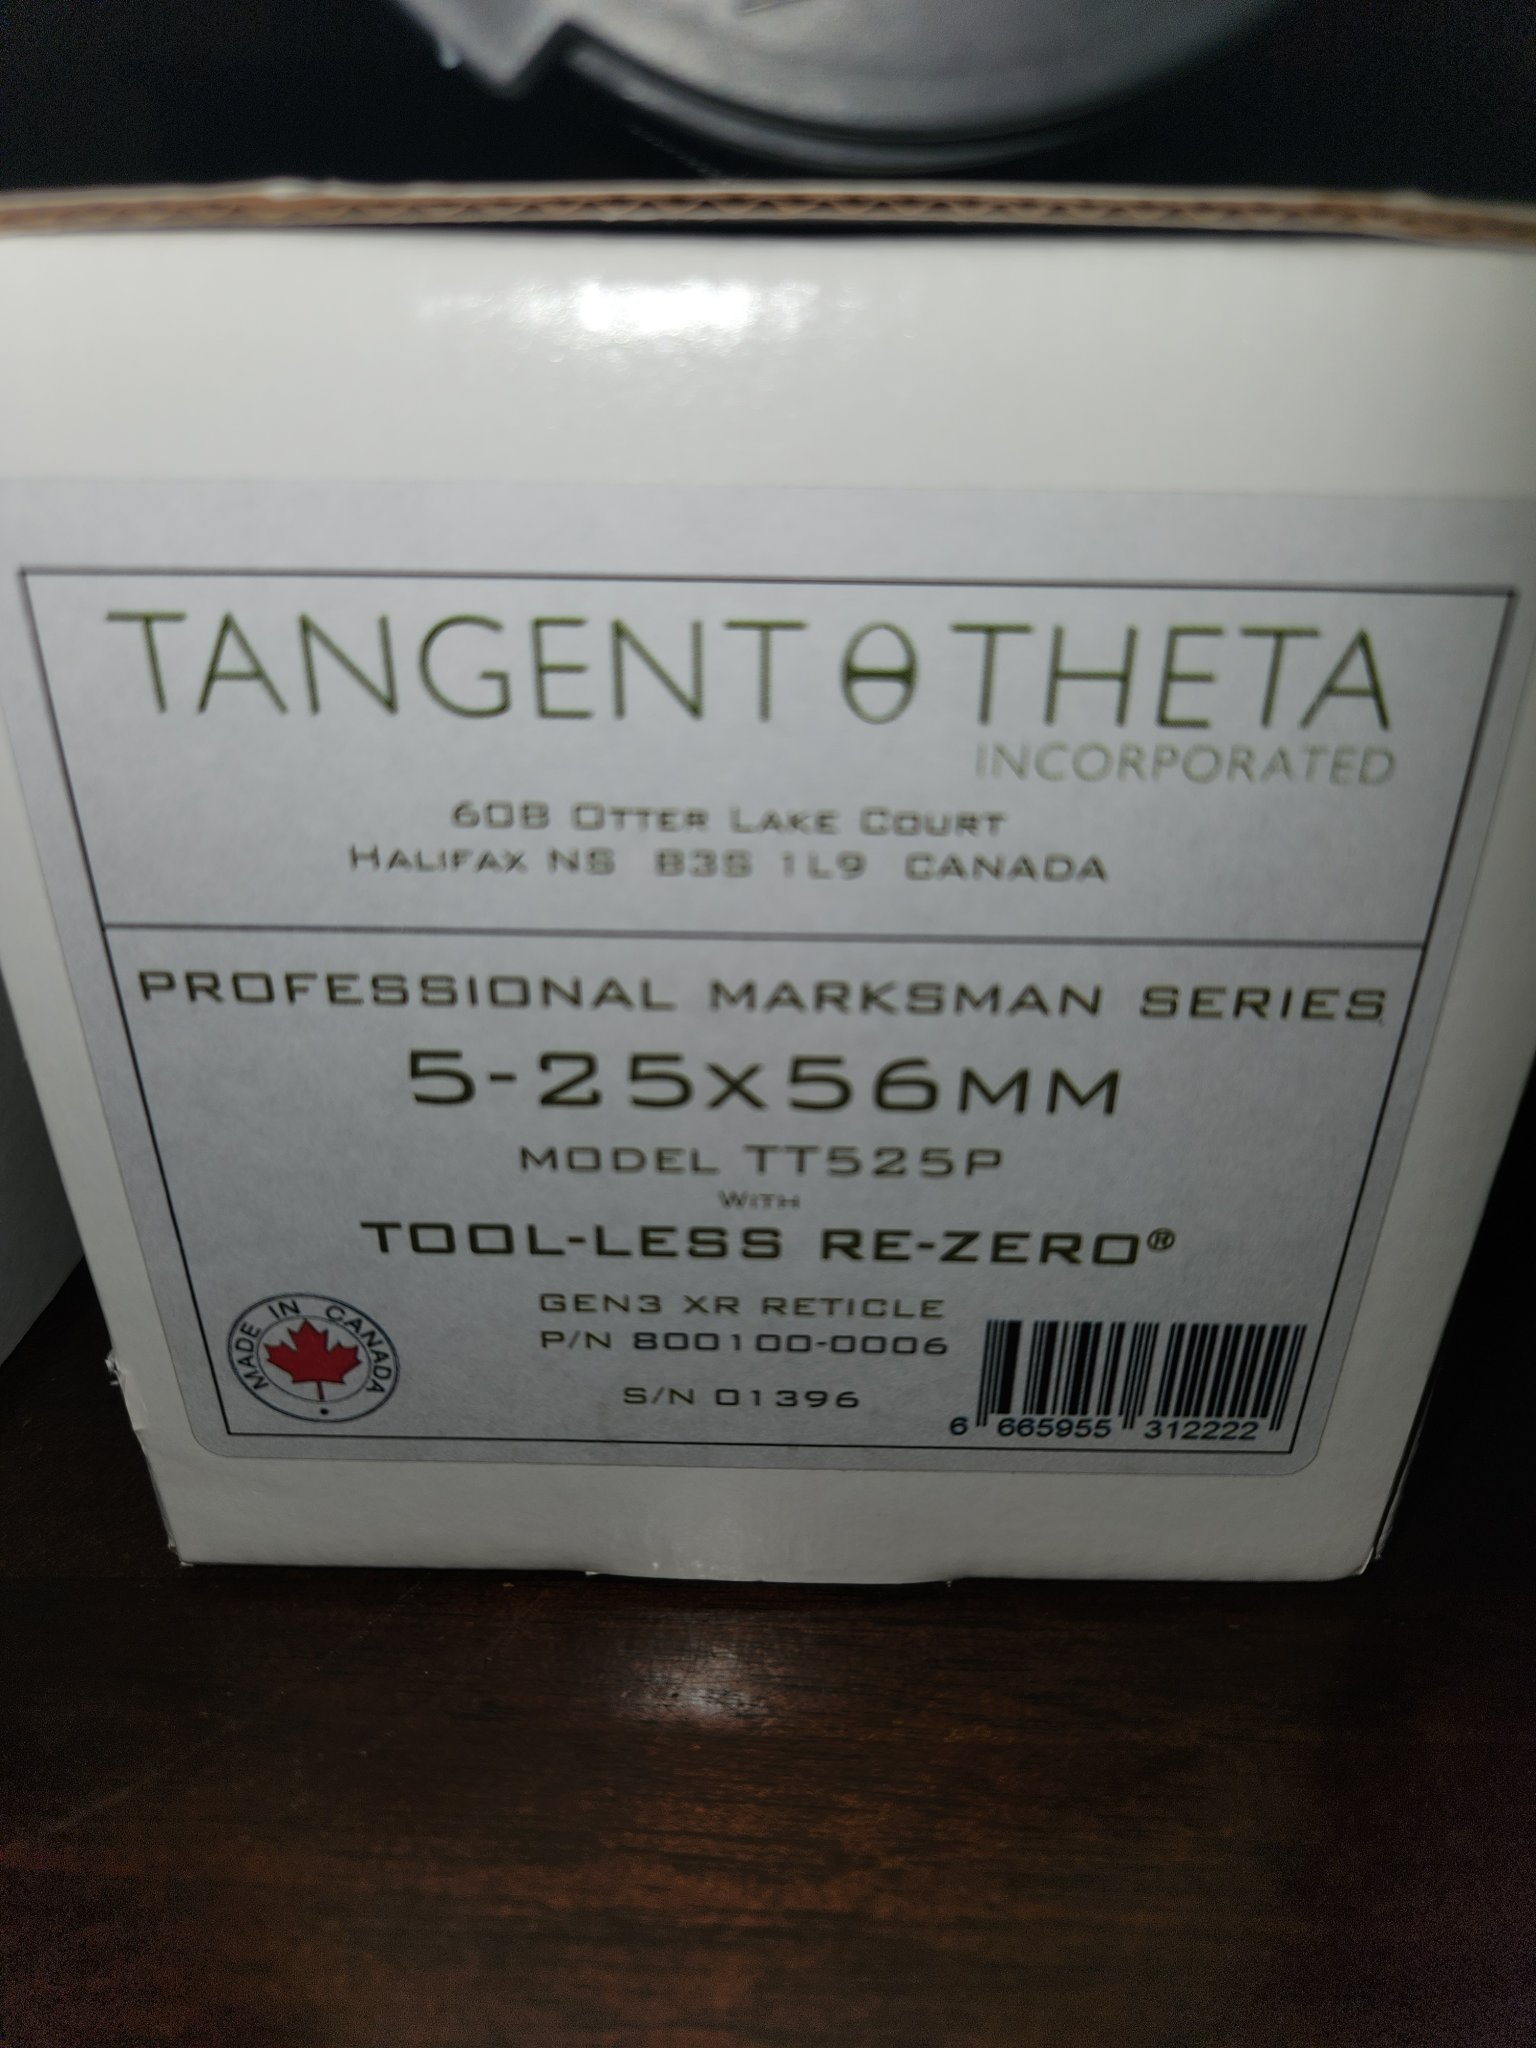 TANGENT θ THETA
INCORPORATED
60B OTTER LAKE COURT
HALIFAX NS B3S 1L9 CANADA
PROFESSIONAL MARKSMAN SERIES
5-25x56MM
MODEL TT525P
WITH
TOOL-LESS RE-ZERO®
GEN3 XR RETICLE
P/N 800100-0006
S/N 01396
MADE IN CANADA
6 665955 312222